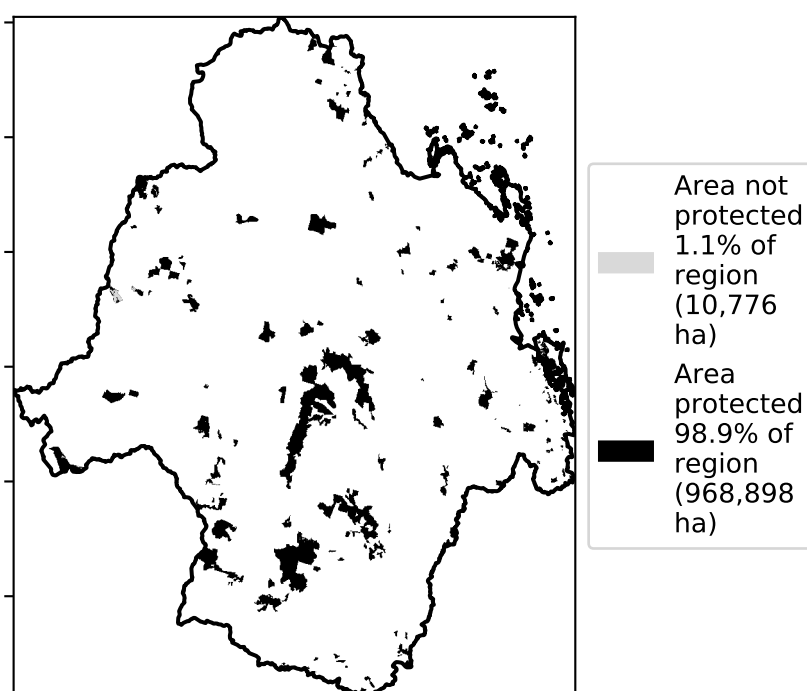 Area not
protected
1.1% of
region
(10,776
ha)
Area
protected
98.9% of
region
(968,898
ha)